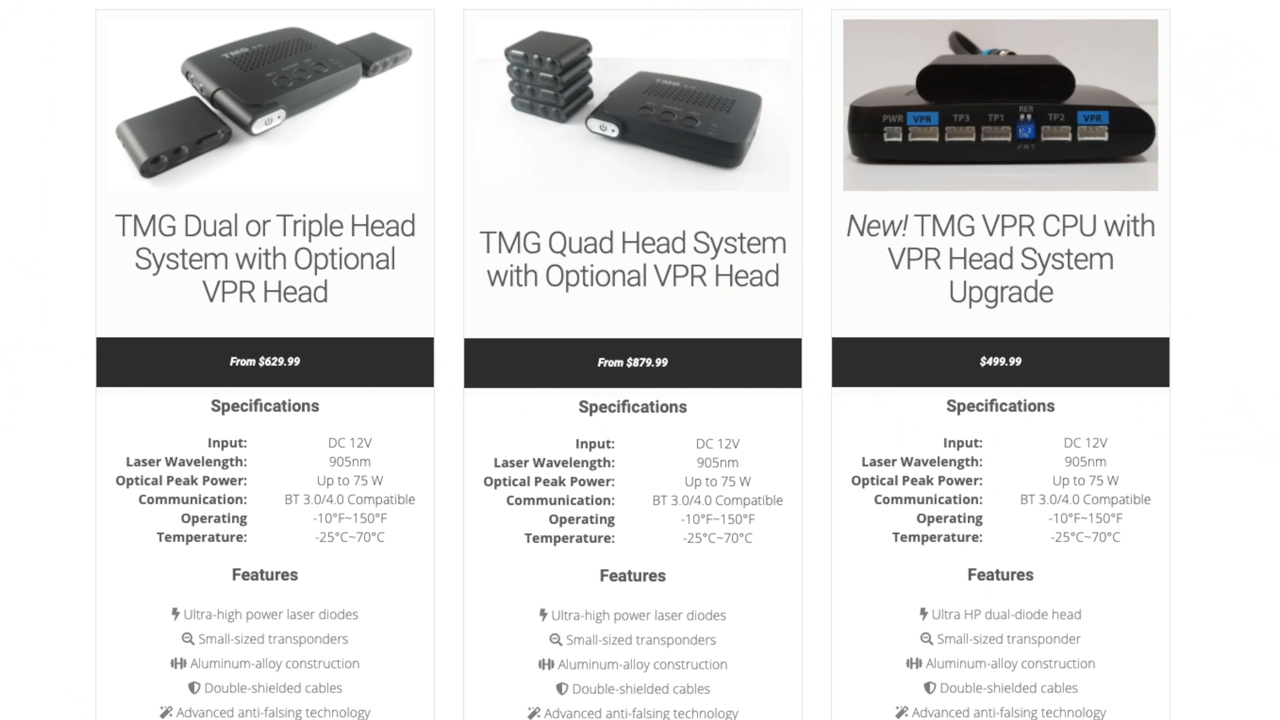 TMG
TMG
PWR VPR TP3 TP1 RER TP2 VPR
TMG Dual or Triple Head
System with Optional
VPR Head
From $629.99
Specifications
Input: DC 12V
Laser Wavelength: 905nm
Optical Peak Power: Up to 75 W
Communication: BT 3.0/4.0 Compatible
Operating -10°F~150°F
Temperature: -25°C~70°C
Features
Ultra-high power laser diodes
Small-sized transponders
Aluminum-alloy construction
Double-shielded cables
Advanced anti-falsing technology
TMG Quad Head System
with Optional VPR Head
From $879.99
Specifications
Input: DC 12V
Laser Wavelength: 905nm
Optical Peak Power: Up to 75 W
Communication: BT 3.0/4.0 Compatible
Operating -10°F~150°F
Temperature: -25°C~70°C
Features
Ultra-high power laser diodes
Small-sized transponders
Aluminum-alloy construction
Double-shielded cables
Advanced anti-falsing technology
New! TMG VPR CPU with
VPR Head System
Upgrade
$499.99
Specifications
Input: DC 12V
Laser Wavelength: 905nm
Optical Peak Power: Up to 75 W
Communication: BT 3.0/4.0 Compatible
Operating -10°F~150°F
Temperature: -25°C~70°C
Features
Ultra HP dual-diode head
Small-sized transponder
Aluminum-alloy construction
Double-shielded cables
Advanced anti-falsing technology